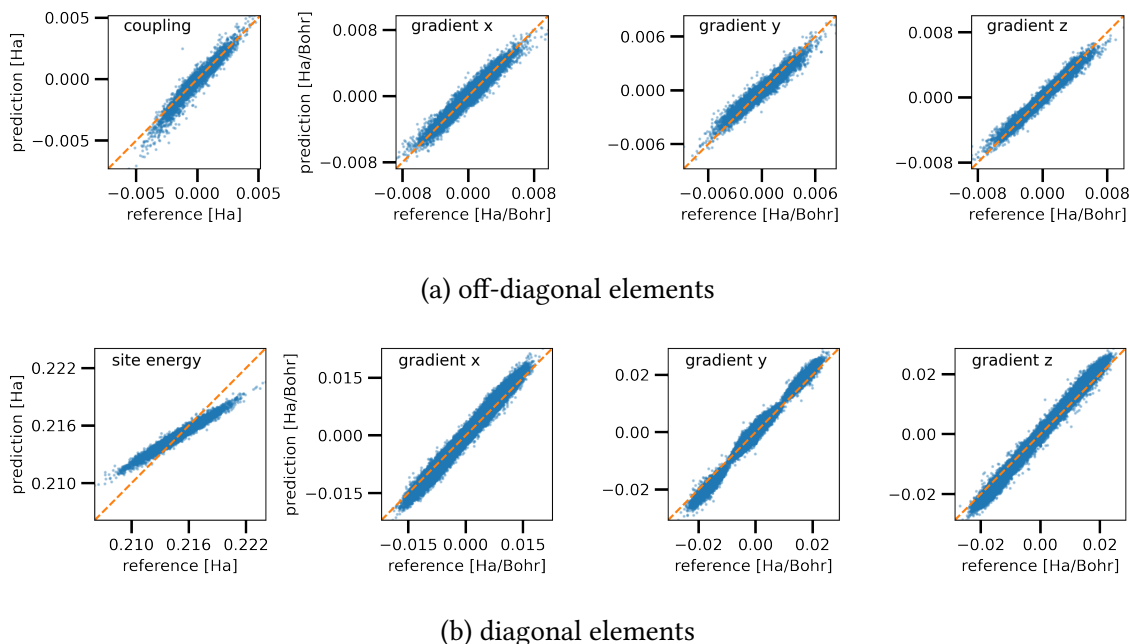 coupling
prediction [Ha]
0.005
0.000
−0.005
−0.005 0.000 0.005
reference [Ha]
gradient x
prediction [Ha/Bohr]
0.008
0.000
−0.008
−0.008 0.000 0.008
reference [Ha/Bohr]
gradient y
0.006
0.000
−0.006
−0.006 0.000 0.006
reference [Ha/Bohr]
gradient z
0.008
0.000
−0.008
−0.008 0.000 0.008
reference [Ha/Bohr]
(a) off-diagonal elements
site energy
prediction [Ha]
0.222
0.216
0.210
0.210 0.216 0.222
reference [Ha]
gradient x
prediction [Ha/Bohr]
0.015
0.000
−0.015
−0.015 0.000 0.015
reference [Ha/Bohr]
gradient y
0.02
0.00
−0.02
−0.02 0.00 0.02
reference [Ha/Bohr]
gradient z
0.02
0.00
−0.02
−0.02 0.00 0.02
reference [Ha/Bohr]
(b) diagonal elements